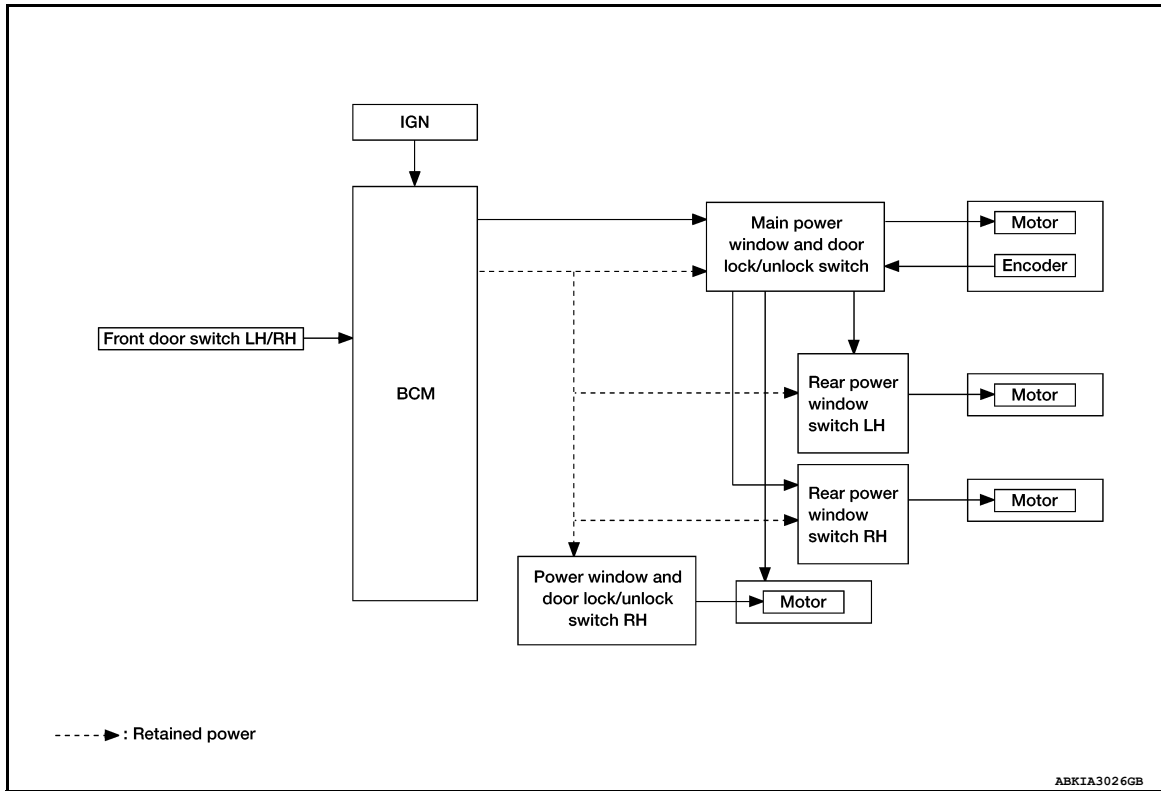 IGN
BCM
Front door switch LH/RH
Main power
window and door
lock/unlock switch
Motor
Encoder
Rear power
window
switch LH
Motor
Rear power
window
switch RH
Motor
Power window and
door lock/unlock
switch RH
Motor
: Retained power
ABKIA3026GB